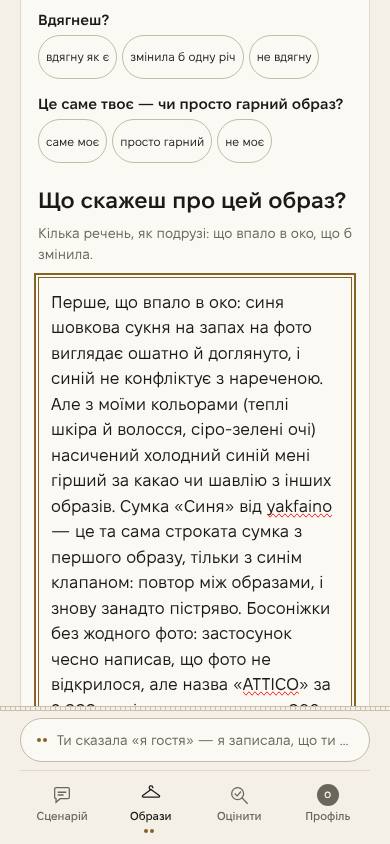 Вдягнеш?
вдягну як є
змінила б одну річ
не вдягну
Це саме твоє — чи просто гарний образ?
саме моє
просто гарний
не моє
Що скажеш про цей образ?
Кілька речень, як подрузі: що впало в око, що б
змінила.
Перше, що впало в око: синя
шовкова сукня на запах на фото
виглядає ошатно й доглянуто, і
синій не конфліктує з нареченою.
Але з моїми кольорами (теплі
шкіра й волосся, сіро-зелені очі)
насичений холодний синій мені
гірший за какао чи шавлію з інших
образів. Сумка «Синя» від yakfaino
— це та сама строката сумка з
першого образу, тільки з синім
клапаном: повтор між образами, і
знову занадто пістряво. Босоніжки
без жодного фото: застосунок
чесно написав, що фото не
відкрилося, але назва «ATTICO» за
Ти сказала «я гостя» — я записала, що ти ...
Сценарій
Образи
Оцінити
О
Профіль